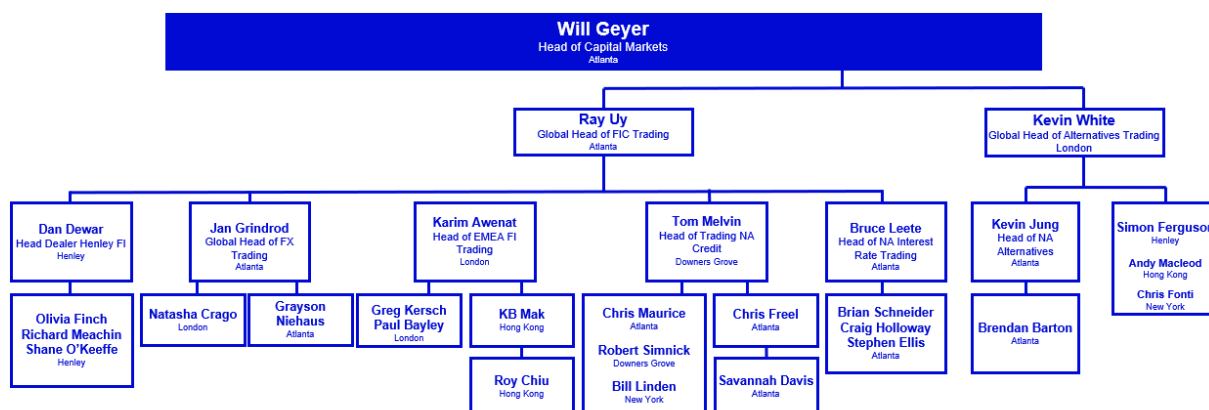 Will Geyer
Head of Capital Markets
Atlanta
Ray Uy
Global Head of FIC Trading
Atlanta
Kevin White
Global Head of Alternatives Trading
London
Dan Dewar
Head Dealer Henley FI
Henley
Jan Grindrod
Global Head of FX
Trading
Atlanta
Karim Awenat
Head of EMEA FI
Trading
London
Tom Melvin
Head of Trading NA
Credit
Downers Grove
Bruce Leete
Head of NA Interest
Rate Trading
Atlanta
Kevin Jung
Head of NA
Alternatives
Atlanta
Simon Ferguson
Henley
Andy Macleod
Hong Kong
Chris Fonti
New York
Olivia Finch
Richard Meachin
Shane O'Keeffe
Henley
Natasha Crago
London
Grayson
Niehaus
Atlanta
Greg Kersch
Paul Bayley
London
KB Mak
Hong Kong
Roy Chiu
Hong Kong
Chris Maurice
Atlanta
Robert Simnick
Downers Grove
Bill Linden
New York
Chris Freel
Atlanta
Savannah Davis
Atlanta
Brian Schneider
Craig Holloway
Stephen Ellis
Atlanta
Brendan Barton
Atlanta